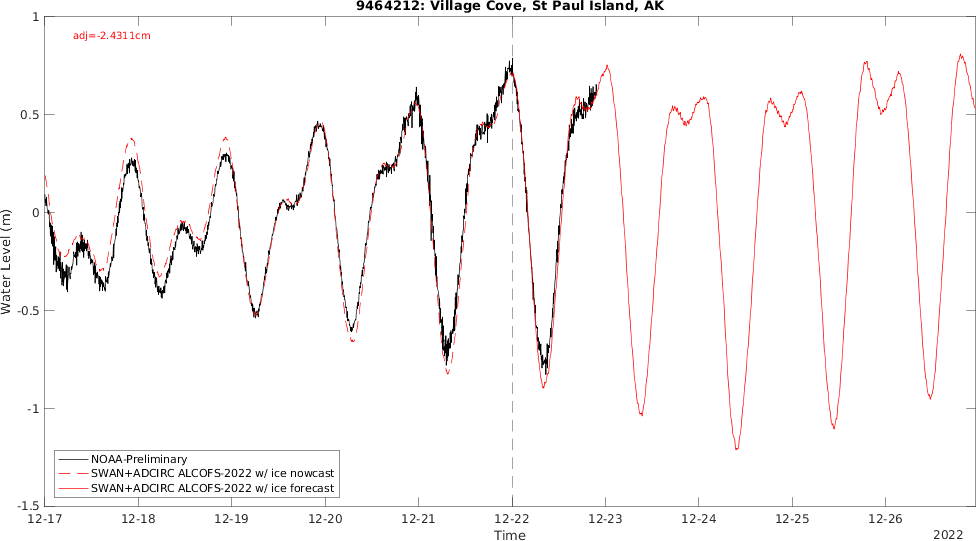 9464212: Village Cove, St Paul Island, AK
adj=-2.4311cm
Water Level (m)
1
0.5
0
-0.5
-1
-1.5
NOAA-Preliminary
SWAN+ADCIRC ALCOFS-2022 w/ ice nowcast
SWAN+ADCIRC ALCOFS-2022 w/ ice forecast
12-17 12-18 12-19 12-20 12-21 12-22 12-23 12-24 12-25 12-26
Time
2022